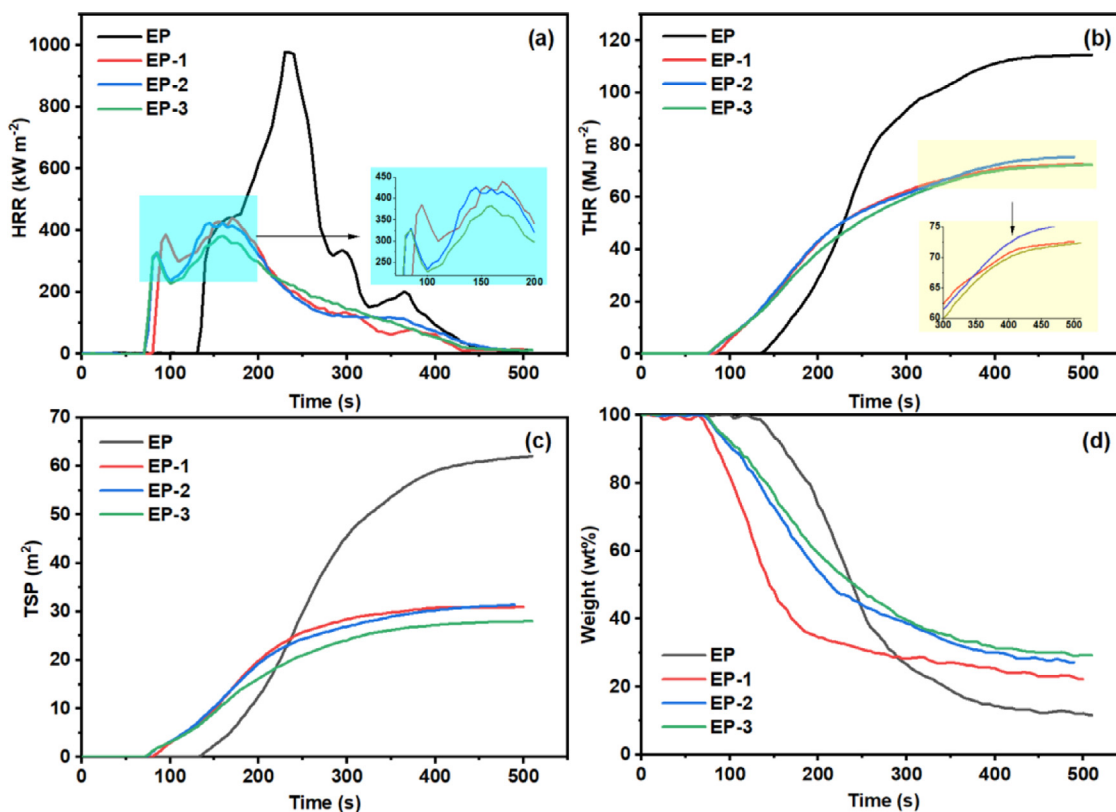 (a)
EP
EP-1
EP-2
EP-3
HRR (kW m⁻²)
1000
800
600
400
200
0
450
400
350
300
250
100 150 200
0 100 200 300 400 500
Time (s)
(b)
EP
EP-1
EP-2
EP-3
THR (MJ m⁻²)
120
100
80
60
40
20
0
75
70
65
60
300 350 400 450 500
0 100 200 300 400 500
Time (s)
(c)
EP
EP-1
EP-2
EP-3
TSP (m²)
70
60
50
40
30
20
10
0
0 100 200 300 400 500
Time (s)
(d)
Weight (wt%)
100
80
60
40
20
0
EP
EP-1
EP-2
EP-3
0 100 200 300 400 500
Time (s)